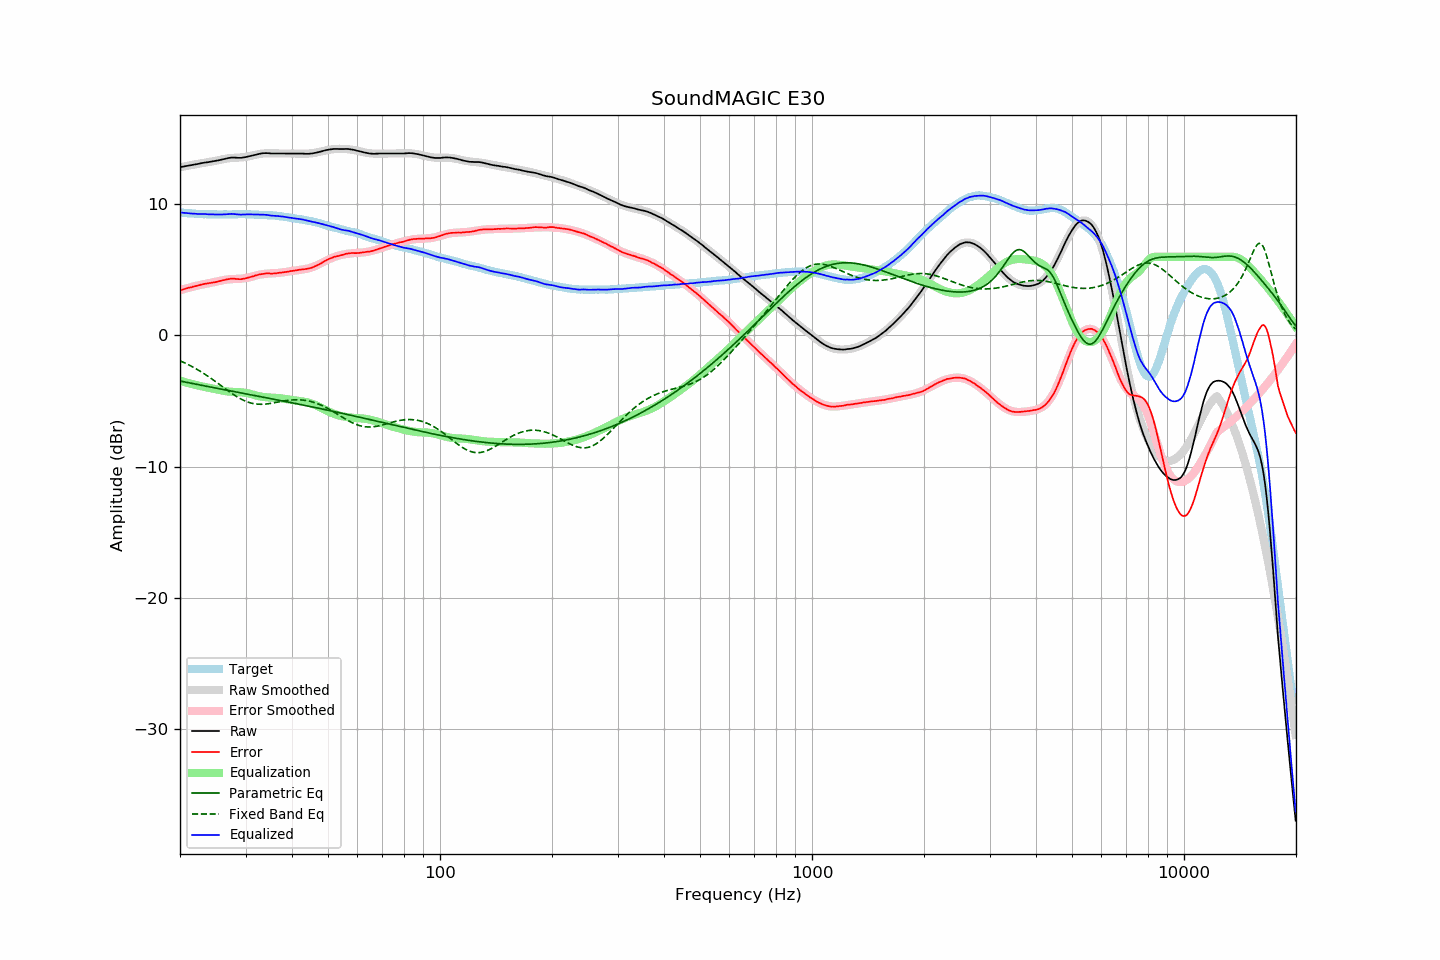 SoundMAGIC E30
10
0
−10
−20
−30
Amplitude (dBr)
Target
Raw Smoothed
Error Smoothed
Raw
Error
Equalization
Parametric Eq
Fixed Band Eq
Equalized
100
1000
10000
Frequency (Hz)